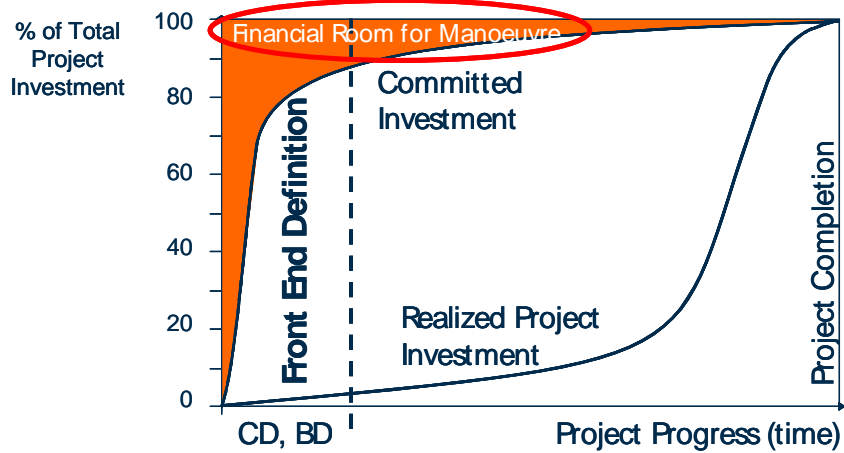 % of Total
Project
Investment
100
80
60
40
20
0
Financial Room for Manoeuvre
Committed
Investment
Front End Definition
Realized Project
Investment
Project Completion
CD, BD
Project Progress (time)